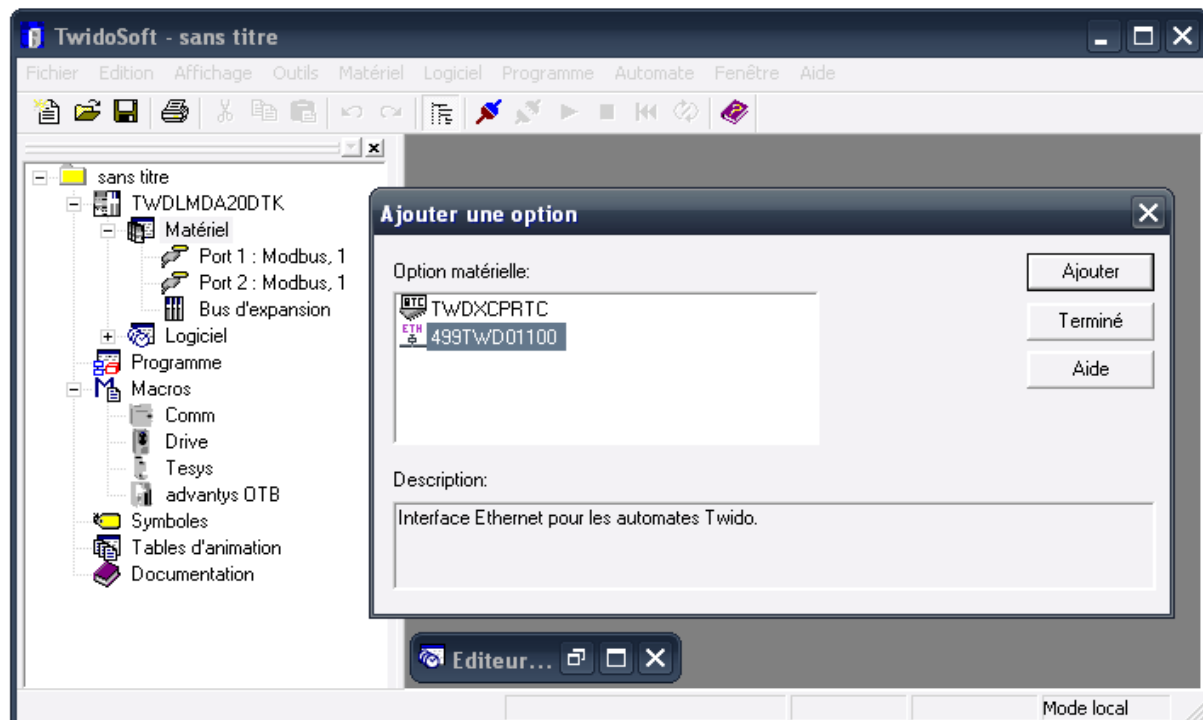 TwidoSoft - sans titre
Fichier Edition Affichage Outils Matériel Logiciel Programme Automate Fenêtre Aide
sans titre
TWDLMDA20DTK
Matériel
Port 1 : Modbus, 1
Port 2 : Modbus, 1
Bus d'expansion
Logiciel
Programme
Macros
Comm
Drive
Tesys
advantys OTB
Symboles
Tables d'animation
Documentation
Ajouter une option
Option matérielle:
RTC TWDXCPRTC
ETH 499TWD01100
Ajouter
Terminé
Aide
Description:
Interface Ethernet pour les automates Twido.
Editeur...
Mode local